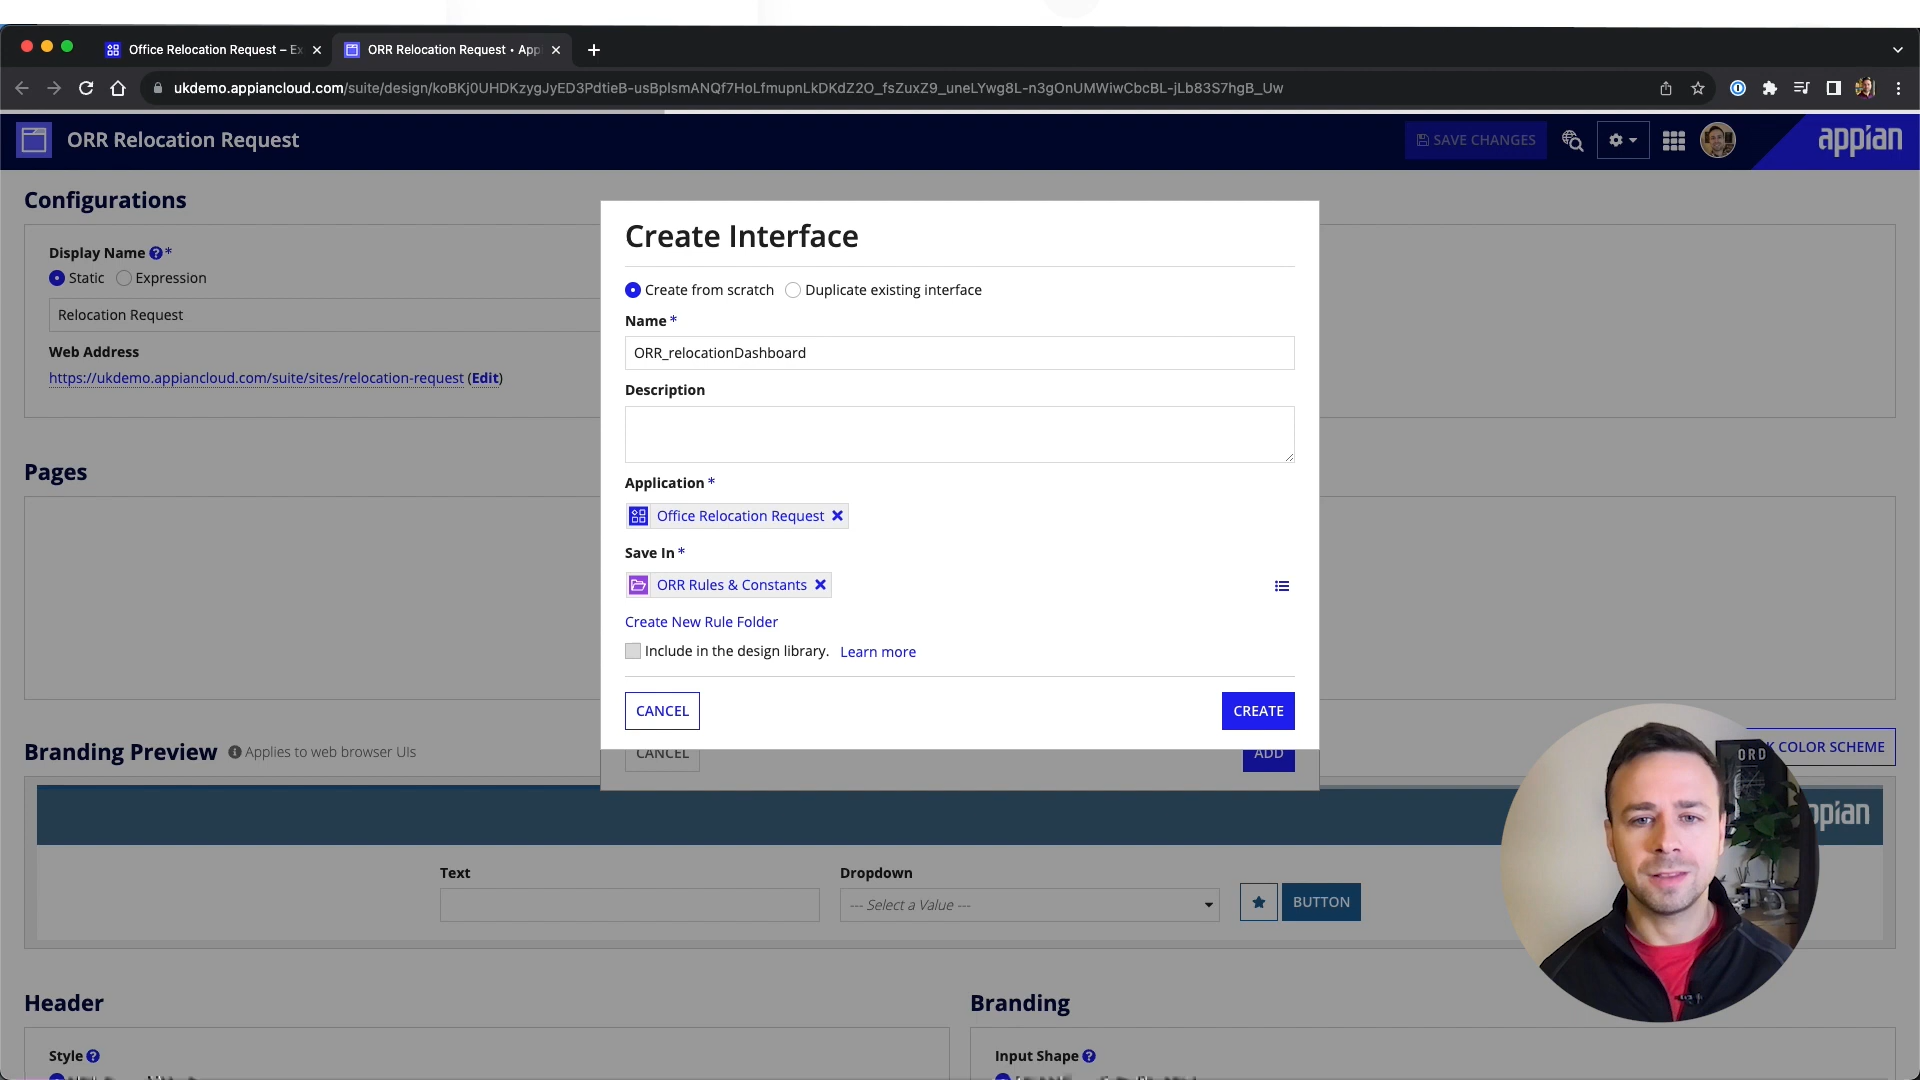 Office Relocation Request – Ex
ORR Relocation Request • App
ukdemo.appiancloud.com/suite/design/koBKj0UHDKzygJyED3PdtieB-usBpIsmANQf7HoLfmupnLkDKdZ2O_fsZuxZ9_uneLYwg8L-n3gOnUMWiwCbcBL-jLb83S7hgB_Uw
ORR Relocation Request
SAVE CHANGES
appian
Configurations
Display Name ? *
Static
Expression
Relocation Request
Web Address
https://ukdemo.appiancloud.com/suite/sites/relocation-request (Edit)
Pages
Create Interface
Create from scratch
Duplicate existing interface
Name *
ORR_relocationDashboard
Description
Application *
Office Relocation Request
Save In *
ORR Rules & Constants
Create New Rule Folder
Include in the design library. Learn more
CANCEL
CREATE
CANCEL
ADD
Branding Preview
Applies to web browser UIs
COLOR SCHEME
ORD
Text
Dropdown
--- Select a Value ---
BUTTON
Header
Branding
Style ?
Input Shape ?